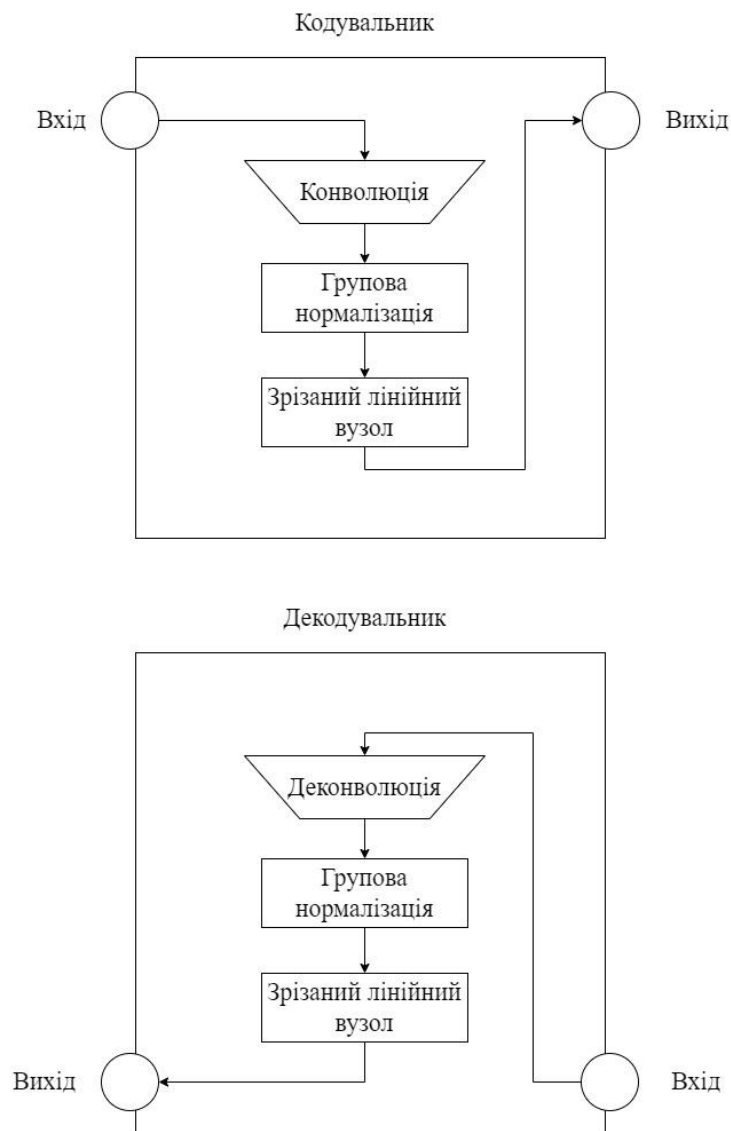 Кодувальник
Вхід
Вихід
Конволюція
Групова
нормалізація
Зрізаний лінійний
вузол
Декодувальник
Деконволюція
Групова
нормалізація
Зрізаний лінійний
вузол
Вихід
Вхід